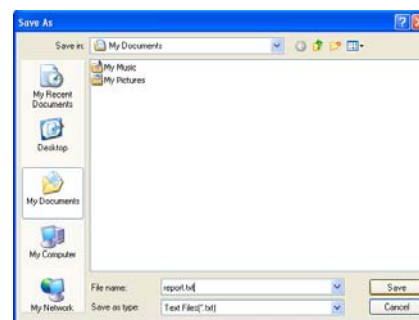 Save As
Save in: My Documents
My Music
My Pictures
My Recent
Documents
Desktop
My Documents
My Computer
My Network
File name: report.txt
Save
Save as type: Text Files(*.txt)
Cancel